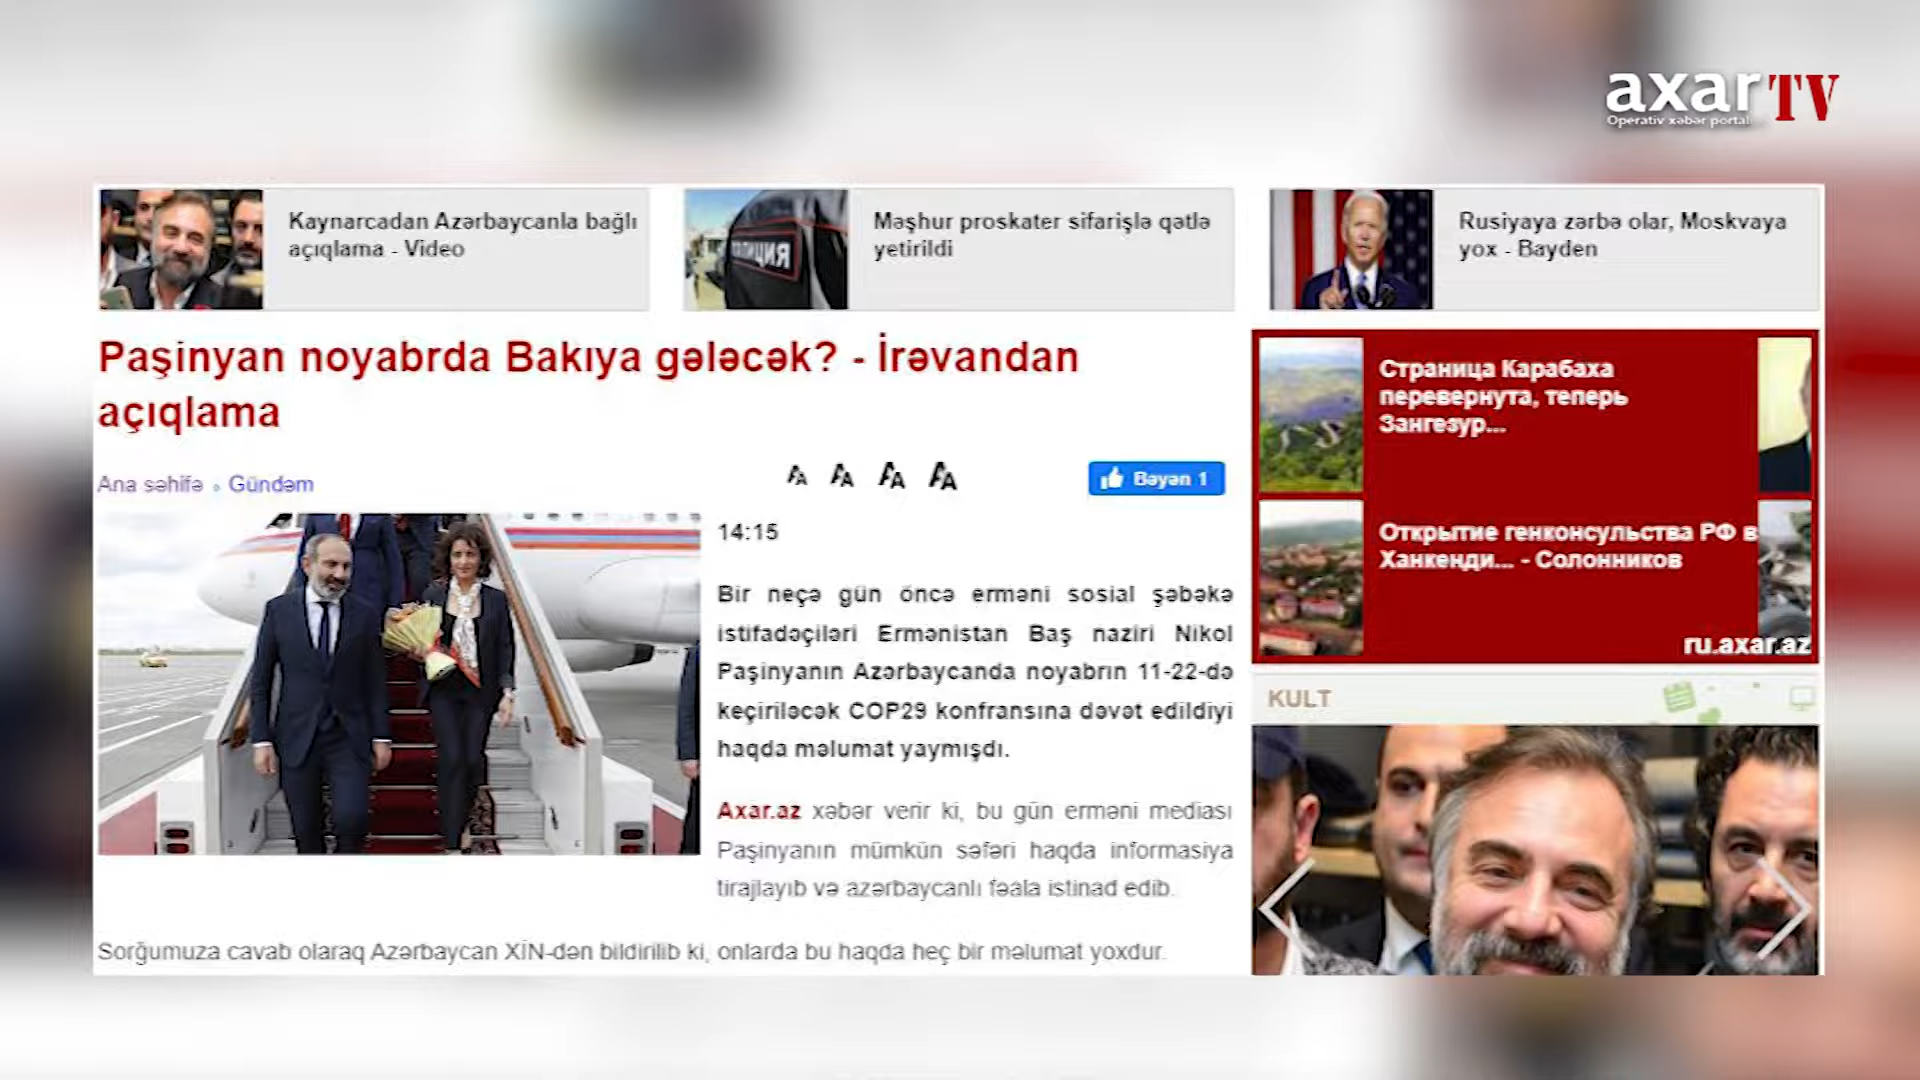 axar TV
Operativ xəbər portalı
Kaynarcadan Azərbaycanla bağlı
açıqlama - Video
Məşhur proskater sifarişlə qətlə
yetirildi
Rusiyaya zərbə olar, Moskvaya
yox - Bayden
Paşinyan noyabrda Bakıya gələcək? - İrəvandan
açıqlama
Ana səhifə
Gündəm
AA AA AA AA
Bəyən 1
14:15
Bir neçə gün öncə erməni sosial şəbəkə
istifadəçiləri Ermənistan Baş naziri Nikol
Paşinyanın Azərbaycanda noyabrın 11-22-də
keçiriləcək COP29 konfransına dəvət edildiyi
haqda məlumat yaymışdı.
Axar.az xəbər verir ki, bu gün erməni mediası
Paşinyanın mümkün səfəri haqda informasiya
tirajlayıb və azərbaycanlı fəala istinad edib.
Sorğumuza cavab olaraq Azərbaycan XİN-dən bildirilib ki, onlarda bu haqda heç bir məlumat yoxdur.
Страница Карабаха
перевернута, теперь
Зангезур...
Открытие генконсульства РФ в
Ханкенди... - Солонников
ru.axar.az
KULT